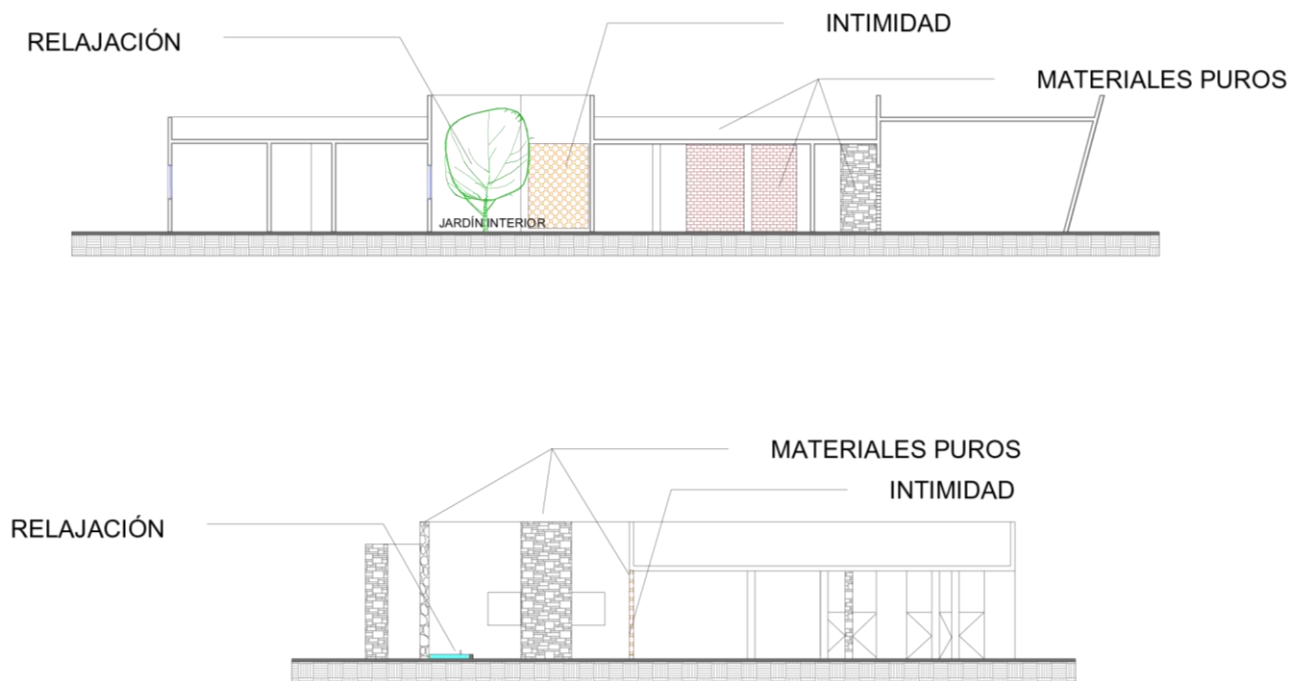 RELAJACIÓN
INTIMIDAD
MATERIALES PUROS
JARDÍN INTERIOR
MATERIALES PUROS
INTIMIDAD
RELAJACIÓN